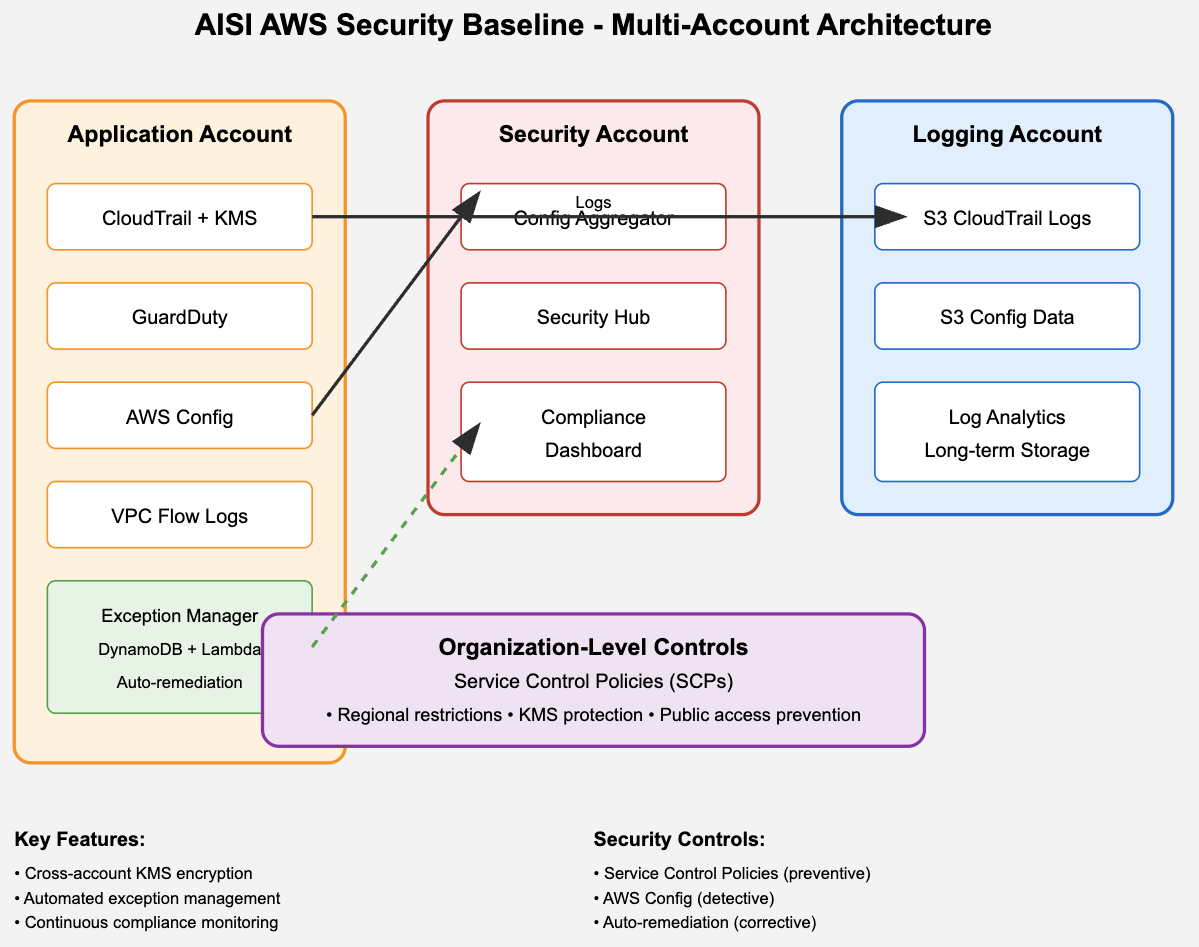 AISI AWS Security Baseline - Multi-Account Architecture
Application Account
CloudTrail + KMS
GuardDuty
AWS Config
VPC Flow Logs
Exception Manager
DynamoDB + Lambda
Auto-remediation
Security Account
Logs
Config Aggregator
Security Hub
Compliance
Dashboard
Logging Account
S3 CloudTrail Logs
S3 Config Data
Log Analytics
Long-term Storage
Organization-Level Controls
Service Control Policies (SCPs)
• Regional restrictions • KMS protection • Public access prevention
Key Features:
• Cross-account KMS encryption
• Automated exception management
• Continuous compliance monitoring
Security Controls:
• Service Control Policies (preventive)
• AWS Config (detective)
• Auto-remediation (corrective)